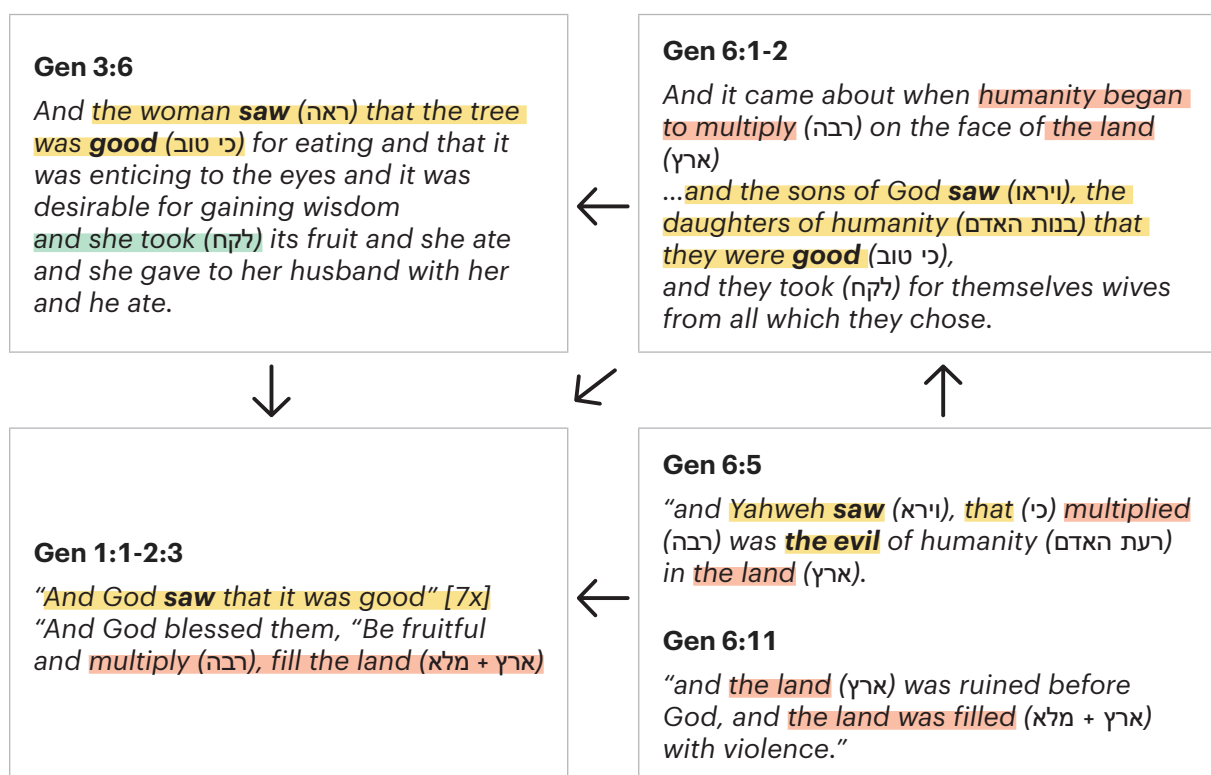 Gen 3:6
And the woman saw (ראה) that the tree
was good (כי טוב) for eating and that it
was enticing to the eyes and it was
desirable for gaining wisdom
and she took (לקח) its fruit and she ate
and she gave to her husband with her
and he ate.
Gen 6:1-2
And it came about when humanity began
to multiply (רבה) on the face of the land
(ארץ)
...and the sons of God saw (ויראו), the
daughters of humanity (בנות האדם) that
they were good (כי טוב),
and they took (לקח) for themselves wives
from all which they chose.
Gen 1:1-2:3
“And God saw that it was good” [7x]
“And God blessed them, “Be fruitful
and multiply (רבה), fill the land (ארץ + מלא)
Gen 6:5
“and Yahweh saw (וירא), that (כי) multiplied
(רבה) was the evil of humanity (רעת האדם)
in the land (ארץ).
Gen 6:11
“and the land (ארץ) was ruined before
God, and the land was filled (ארץ + מלא)
with violence.”